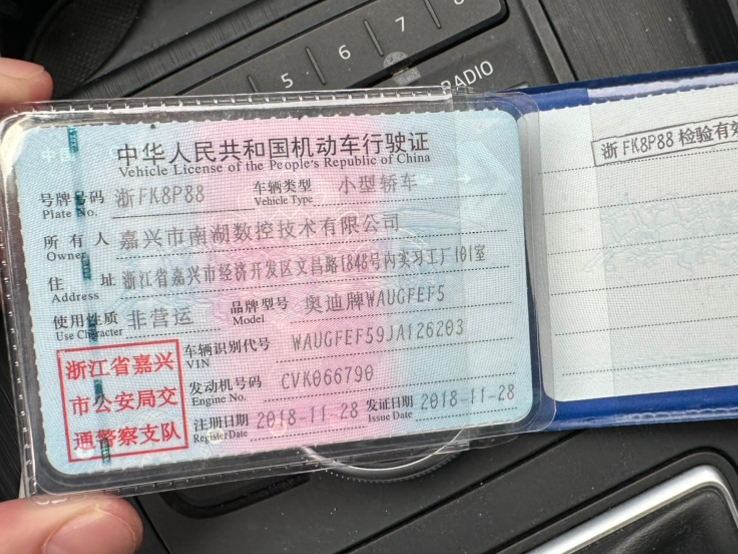 5 6 7
RADIO
中国
中华人民共和国机动车行驶证
Vehicle License of the People's Republic of China
号牌号码 浙FK8P88 车辆类型 小型轿车
Plate No. Vehicle Type
所有人 嘉兴市南湖数控技术有限公司
Owner
住址 浙江省嘉兴市经济开发区文昌路1848号内实习工厂101室
Address
使用性质 非营运 品牌型号 奥迪牌WAUGFEF5
Use Character Model
车辆识别代号 WAUGFEF59JA126203
VIN
发动机号码 CVK066790
Engine No.
注册日期 2018-11-28 发证日期 2018-11-28
Register Date Issue Date
浙江省嘉兴
市公安局交
通警察支队
浙FK8P88 检验有效